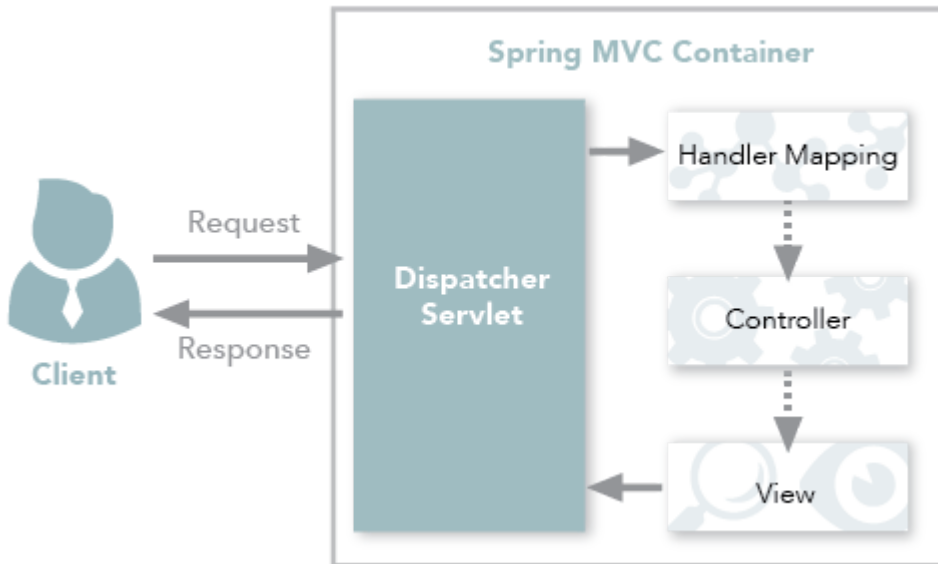 Spring MVC Container
Handler Mapping
Request
Dispatcher
Servlet
Controller
Response
Client
View